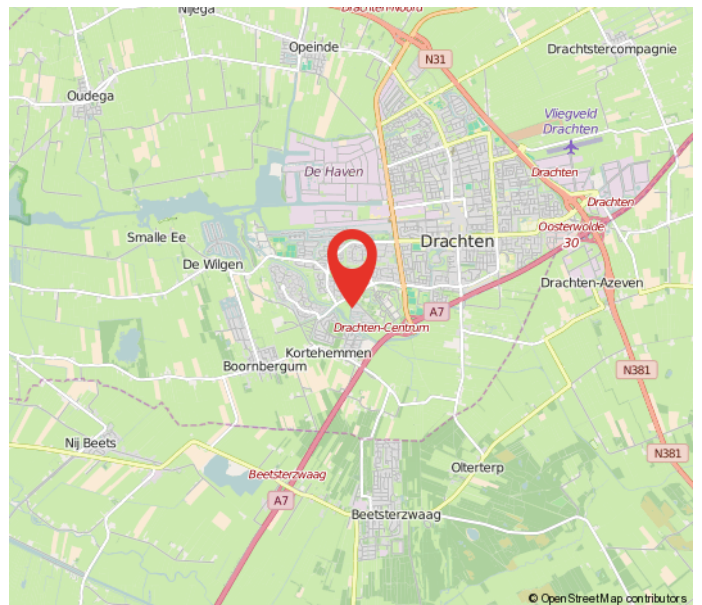 Nijega
Drachten-Noord
Opeinde
Drachtstercompagnie
N31
Oudega
Vliegveld
Drachten
De Haven
Drachten
Drachten
Smalle Ee
Drachten
Oosterwolde
30
De Wilgen
Drachten-Azeven
A7
Drachten-Centrum
Kortehemmen
Boornbergum
N381
Nij Beets
N381
Olterterp
Beetsterzwaag
A7
Beetsterzwaag
© OpenStreetMap contributors